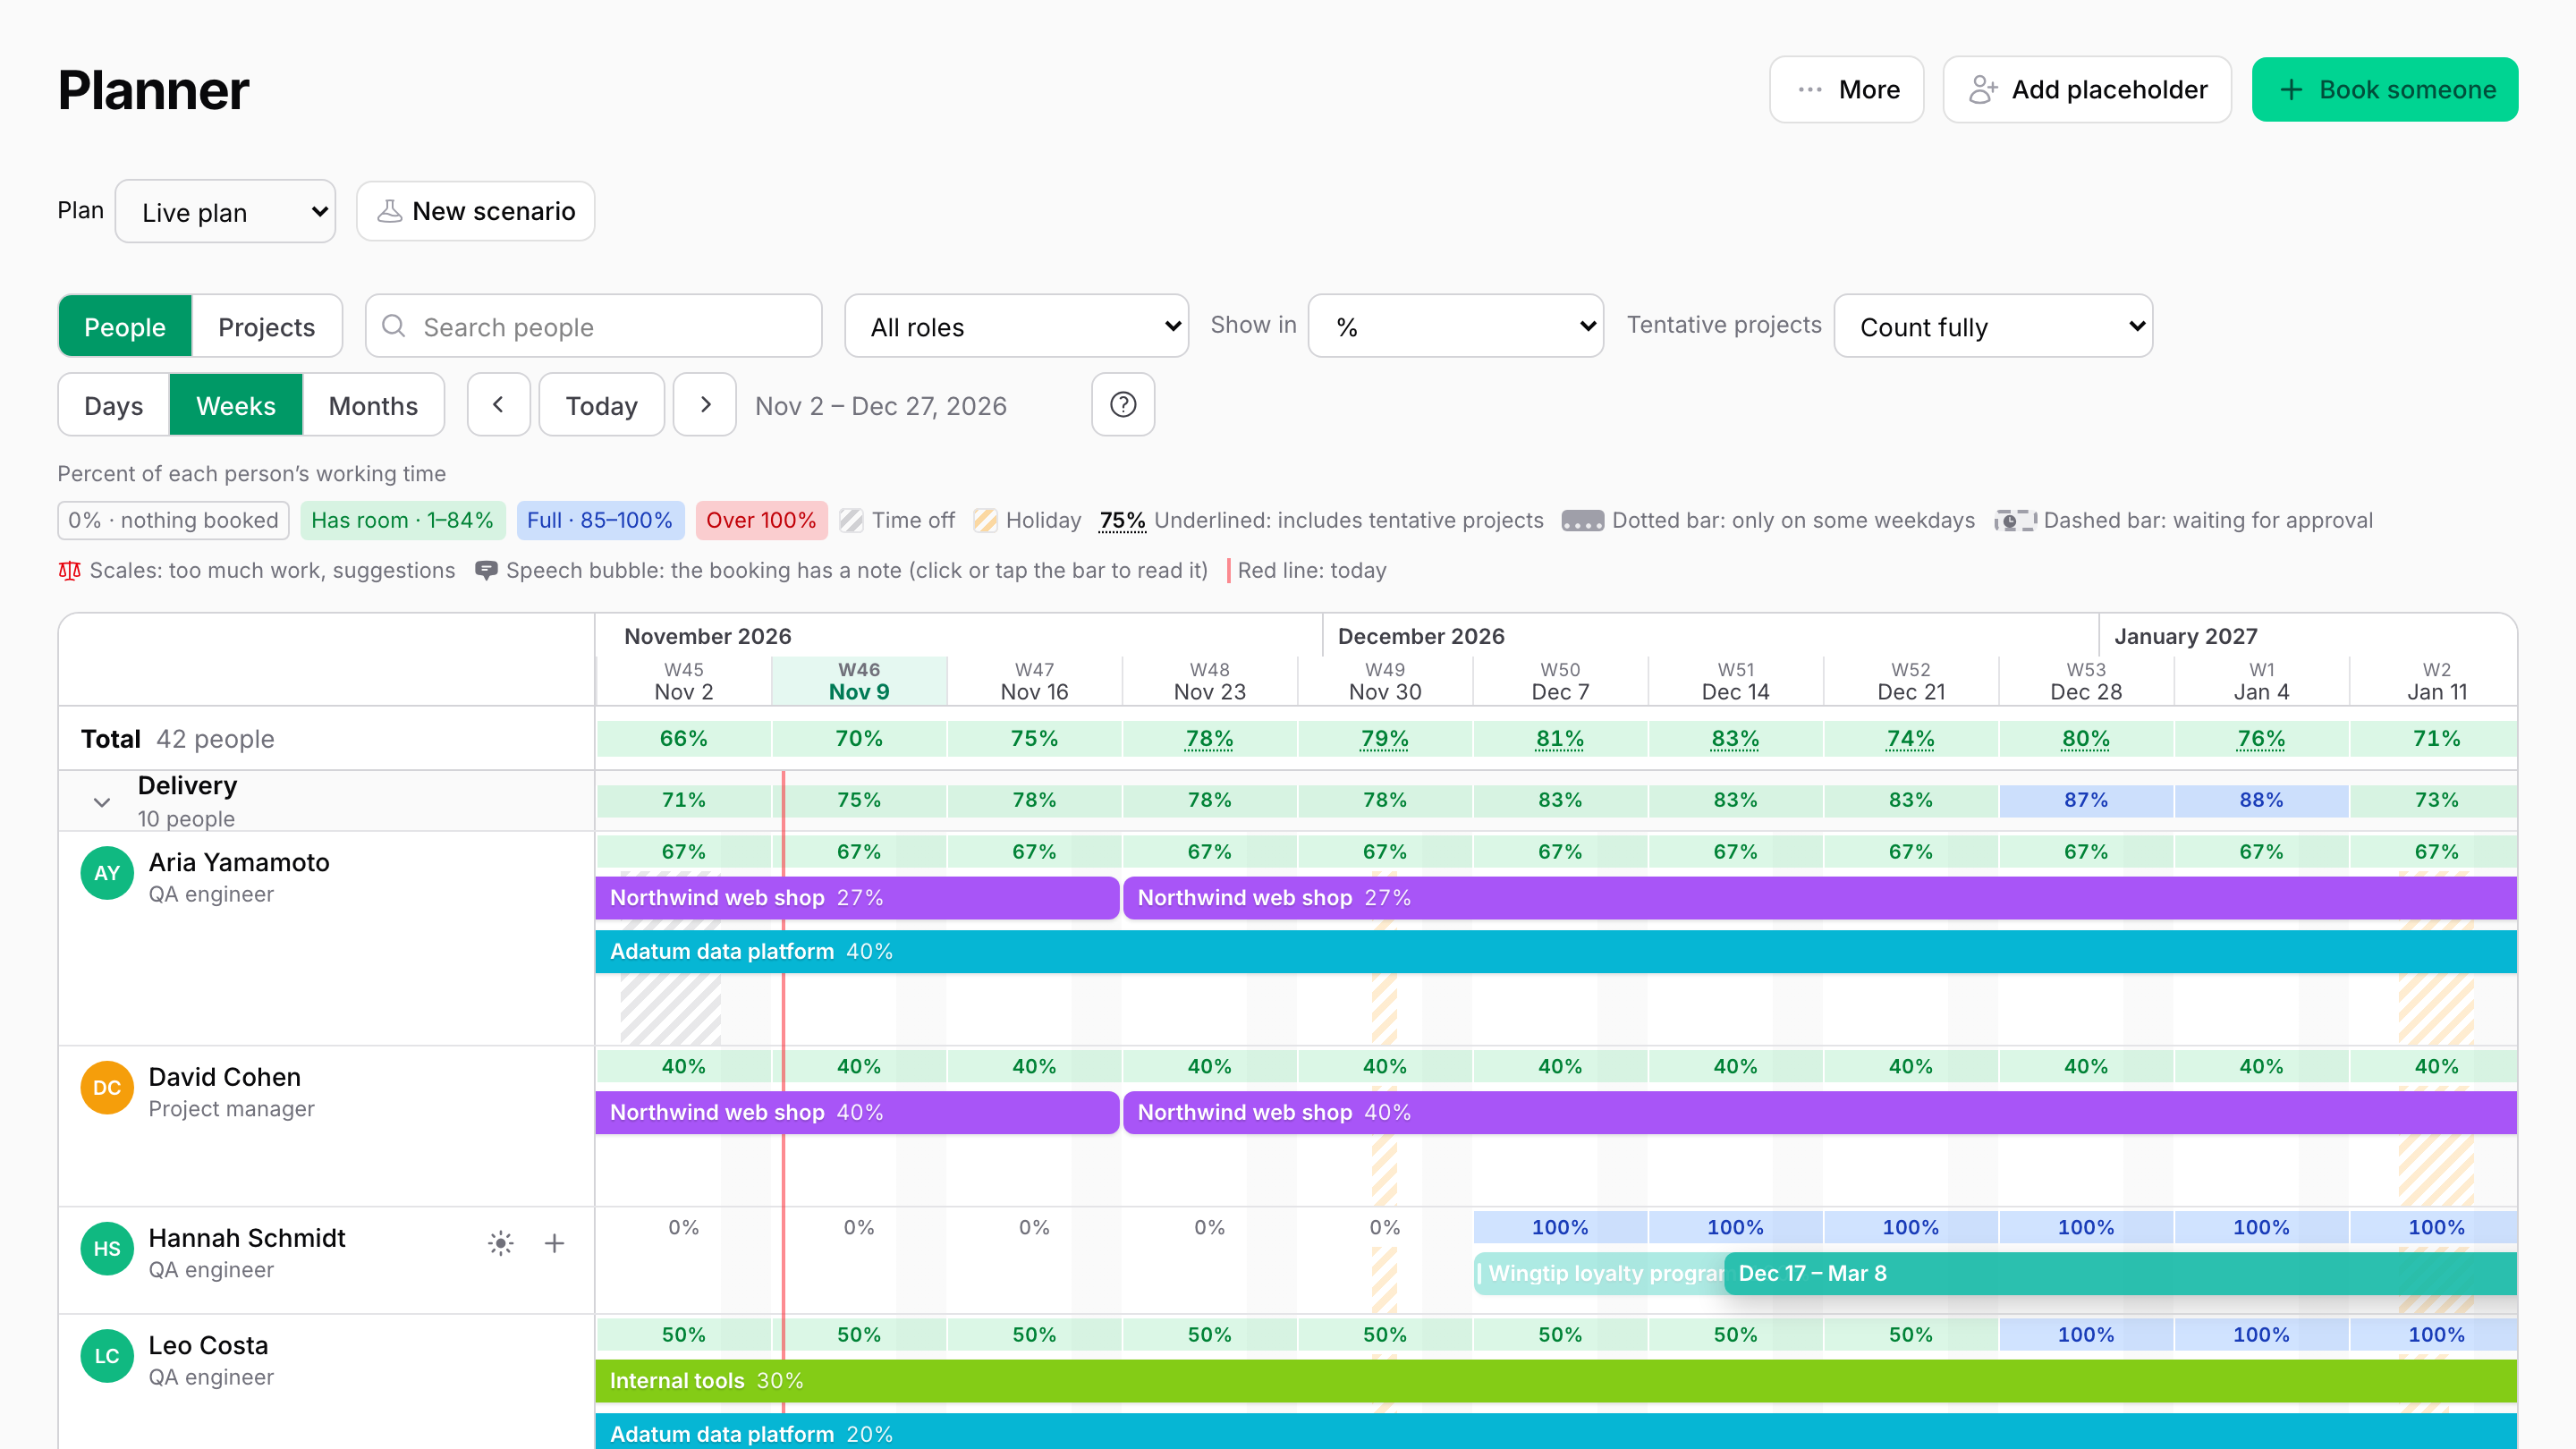 Planner
More
Add placeholder
Book someone
Plan
Live plan
New scenario
People
Projects
Search people
All roles
Show in
%
Tentative projects
Count fully
Days
Weeks
Months
Today
Nov 2 – Dec 27, 2026
Percent of each person’s working time
0% · nothing booked
Has room · 1–84%
Full · 85–100%
Over 100%
Time off
Holiday
75% Underlined: includes tentative projects
Dotted bar: only on some weekdays
Dashed bar: waiting for approval
Scales: too much work, suggestions
Speech bubble: the booking has a note (click or tap the bar to read it)
Red line: today
November 2026 December 2026 January 2027
W45 W46 W47 W48 W49 W50 W51 W52 W53 W1 W2
Nov 2 Nov 9 Nov 16 Nov 23 Nov 30 Dec 7 Dec 14 Dec 21 Dec 28 Jan 4 Jan 11
Total 42 people 66% 70% 75% 78% 79% 81% 83% 74% 80% 76% 71%
Delivery
10 people
71% 75% 78% 78% 78% 83% 83% 83% 87% 88% 73%
AY
Aria Yamamoto
QA engineer
67% 67% 67% 67% 67% 67% 67% 67% 67% 67% 67%
Northwind web shop 27% Northwind web shop 27%
Adatum data platform 40%
DC
David Cohen
Project manager
40% 40% 40% 40% 40% 40% 40% 40% 40% 40% 40%
Northwind web shop 40% Northwind web shop 40%
HS
Hannah Schmidt
QA engineer
0% 0% 0% 0% 0% 100% 100% 100% 100% 100% 100%
Wingtip loyalty program Dec 17 – Mar 8
LC
Leo Costa
QA engineer
50% 50% 50% 50% 50% 50% 50% 50% 100% 100% 100%
Internal tools 30%
Adatum data platform 20%